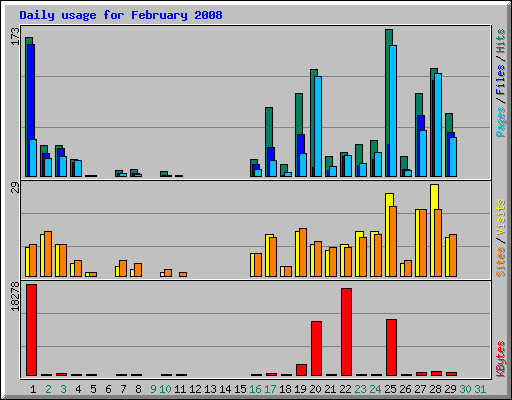 Daily usage for February 2008
173
Pages / Files / Hits
29
Sites / Visits
18278
KBytes
1 2 3 4 5 6 7 8 9 10 11 12 13 14 15 16 17 18 19 20 21 22 23 24 25 26 27 28 29 30 31